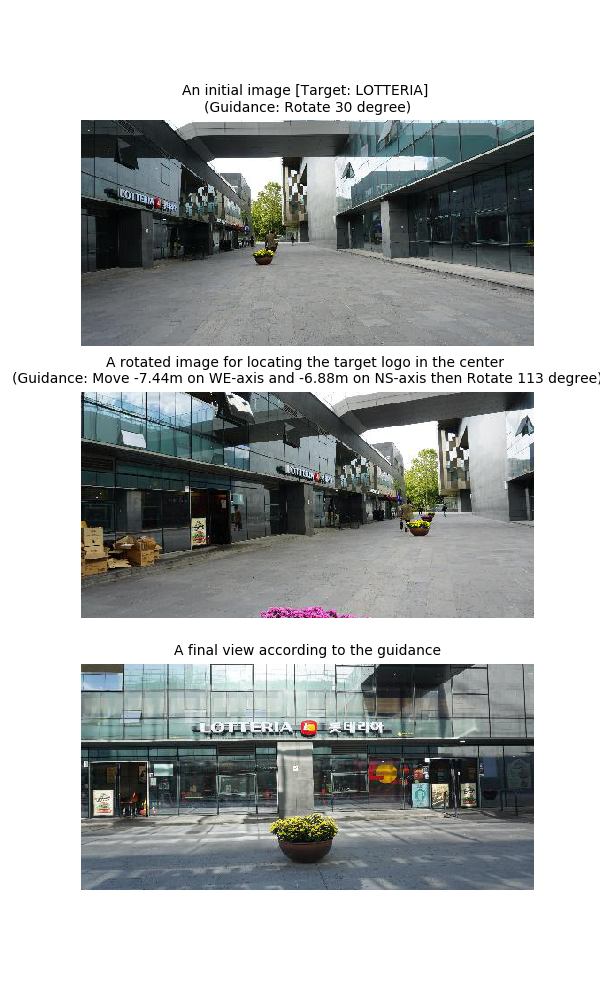 An initial image [Target: LOTTERIA]
(Guidance: Rotate 30 degree)
LOTTERIA
A rotated image for locating the target logo in the center
(Guidance: Move -7.44m on WE-axis and -6.88m on NS-axis then Rotate 113 degree)
LOTTERIA
A final view according to the guidance
LOTTERIA 롯데리아